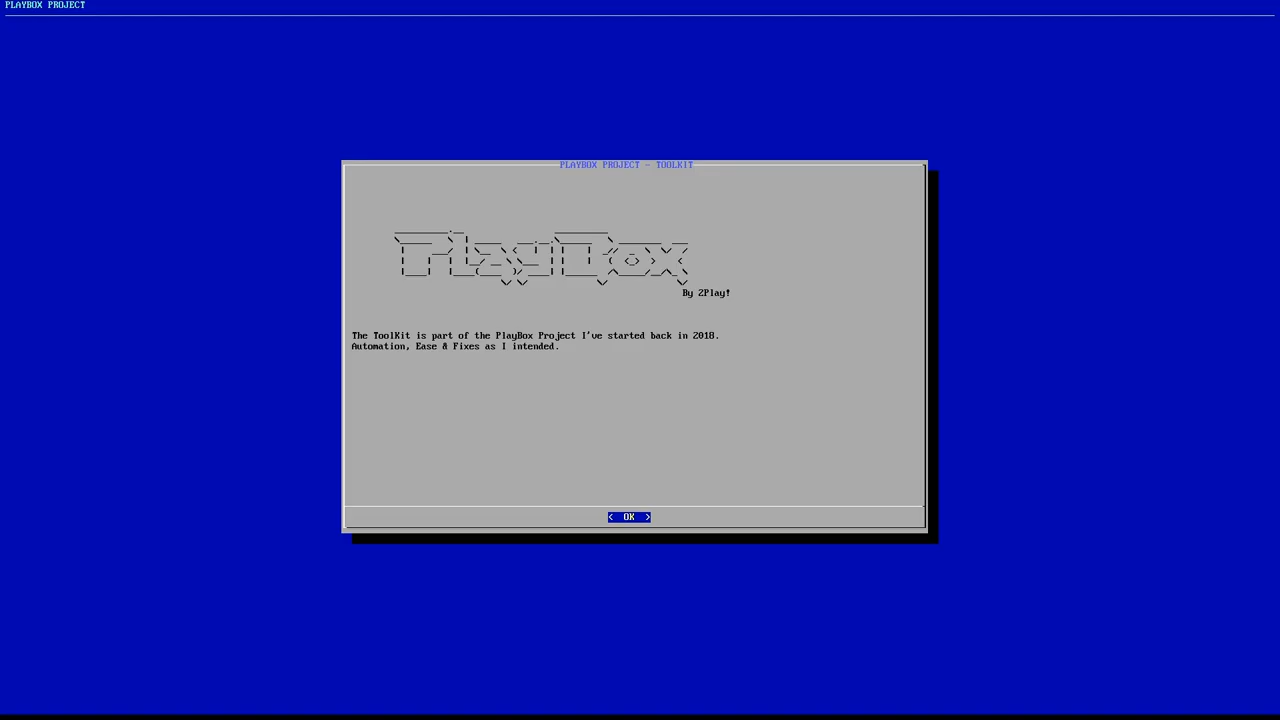 PLAYBOX PROJECT
PLAYBOX PROJECT - TOOLKIT
PlayBox
By 2Play!
The ToolKit is part of the PlayBox Project I've started back in 2018.
Automation, Ease & Fixes as I intended.
< OK >